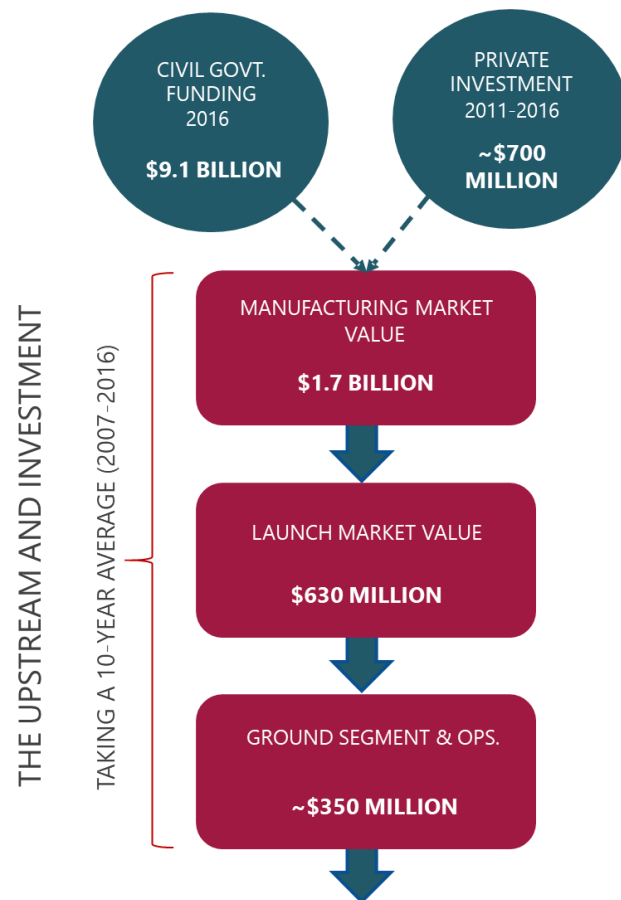 CIVIL GOVT.
FUNDING
2016
$9.1 BILLION
PRIVATE
INVESTMENT
2011-2016
~$700
MILLION
THE UPSTREAM AND INVESTMENT
TAKING A 10-YEAR AVERAGE (2007-2016)
MANUFACTURING MARKET
VALUE
$1.7 BILLION
LAUNCH MARKET VALUE
$630 MILLION
GROUND SEGMENT & OPS.
~$350 MILLION